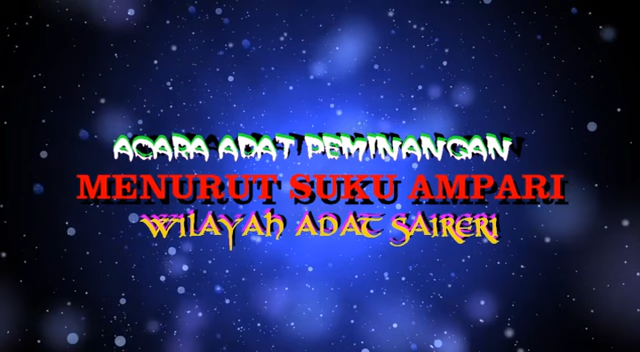 ACARA ADAT PEMINANGAN
MENURUT SUKU AMPARI
WILAYAH ADAT SAIRERI